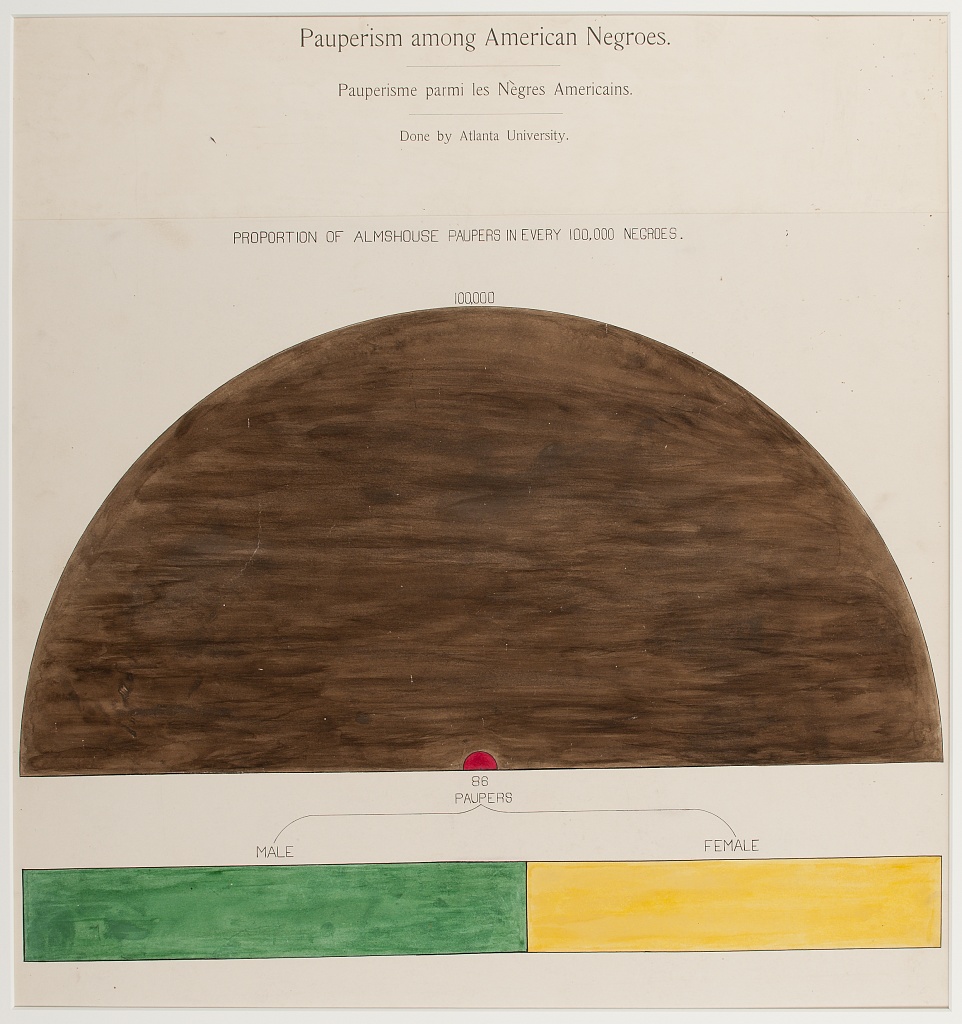 Pauperism among American Negroes.
Pauperisme parmi les Nègres Americains.
Done by Atlanta University.
PROPORTION OF ALMSHOUSE PAUPERS IN EVERY 100,000 NEGROES.
100,000
86
PAUPERS
MALE
FEMALE